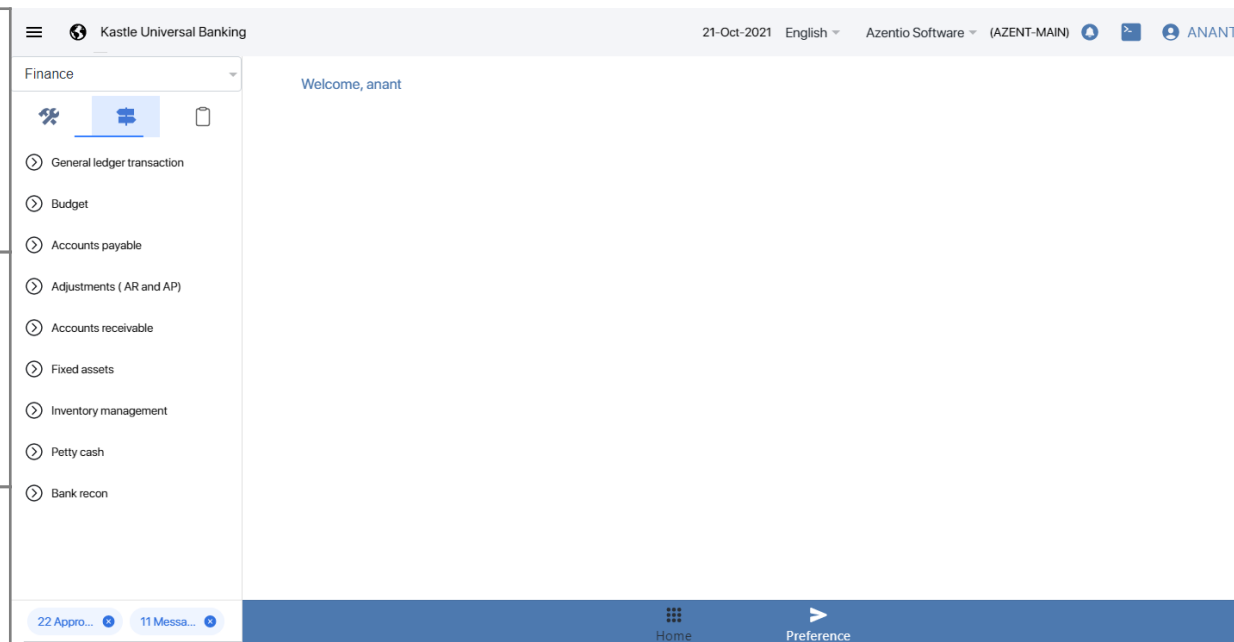 Kastle Universal Banking 21-Oct-2021 English Azentio Software (AZENT-MAIN) ANANT
Finance
Welcome, anant
General ledger transaction
Budget
Accounts payable
Adjustments ( AR and AP)
Accounts receivable
Fixed assets
Inventory management
Petty cash
Bank recon
22 Appro... 11 Messa...
Home Preference